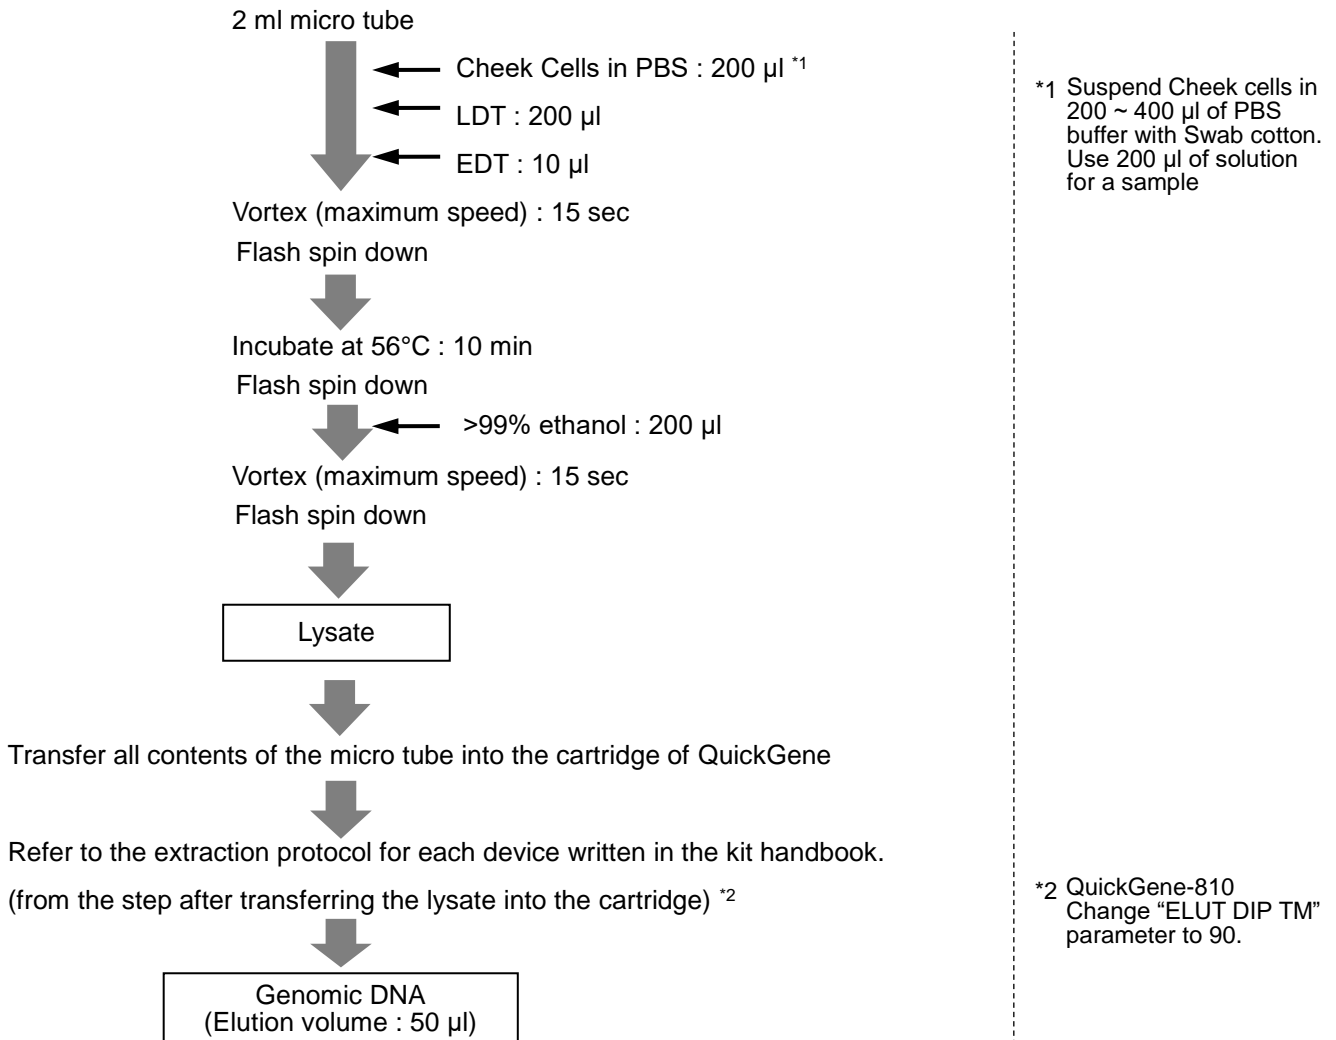 2 ml micro tube
Cheek Cells in PBS : 200 µl *1
LDT : 200 µl
EDT : 10 µl
Vortex (maximum speed) : 15 sec
Flash spin down
Incubate at 56°C : 10 min
Flash spin down
>99% ethanol : 200 µl
Vortex (maximum speed) : 15 sec
Flash spin down
Lysate
Transfer all contents of the micro tube into the cartridge of QuickGene
Refer to the extraction protocol for each device written in the kit handbook.
(from the step after transferring the lysate into the cartridge) *2
Genomic DNA
(Elution volume : 50 µl)
*1 Suspend Cheek cells in
200 ~ 400 µl of PBS
buffer with Swab cotton.
Use 200 µl of solution
for a sample
*2 QuickGene-810
Change “ELUT DIP TM”
parameter to 90.